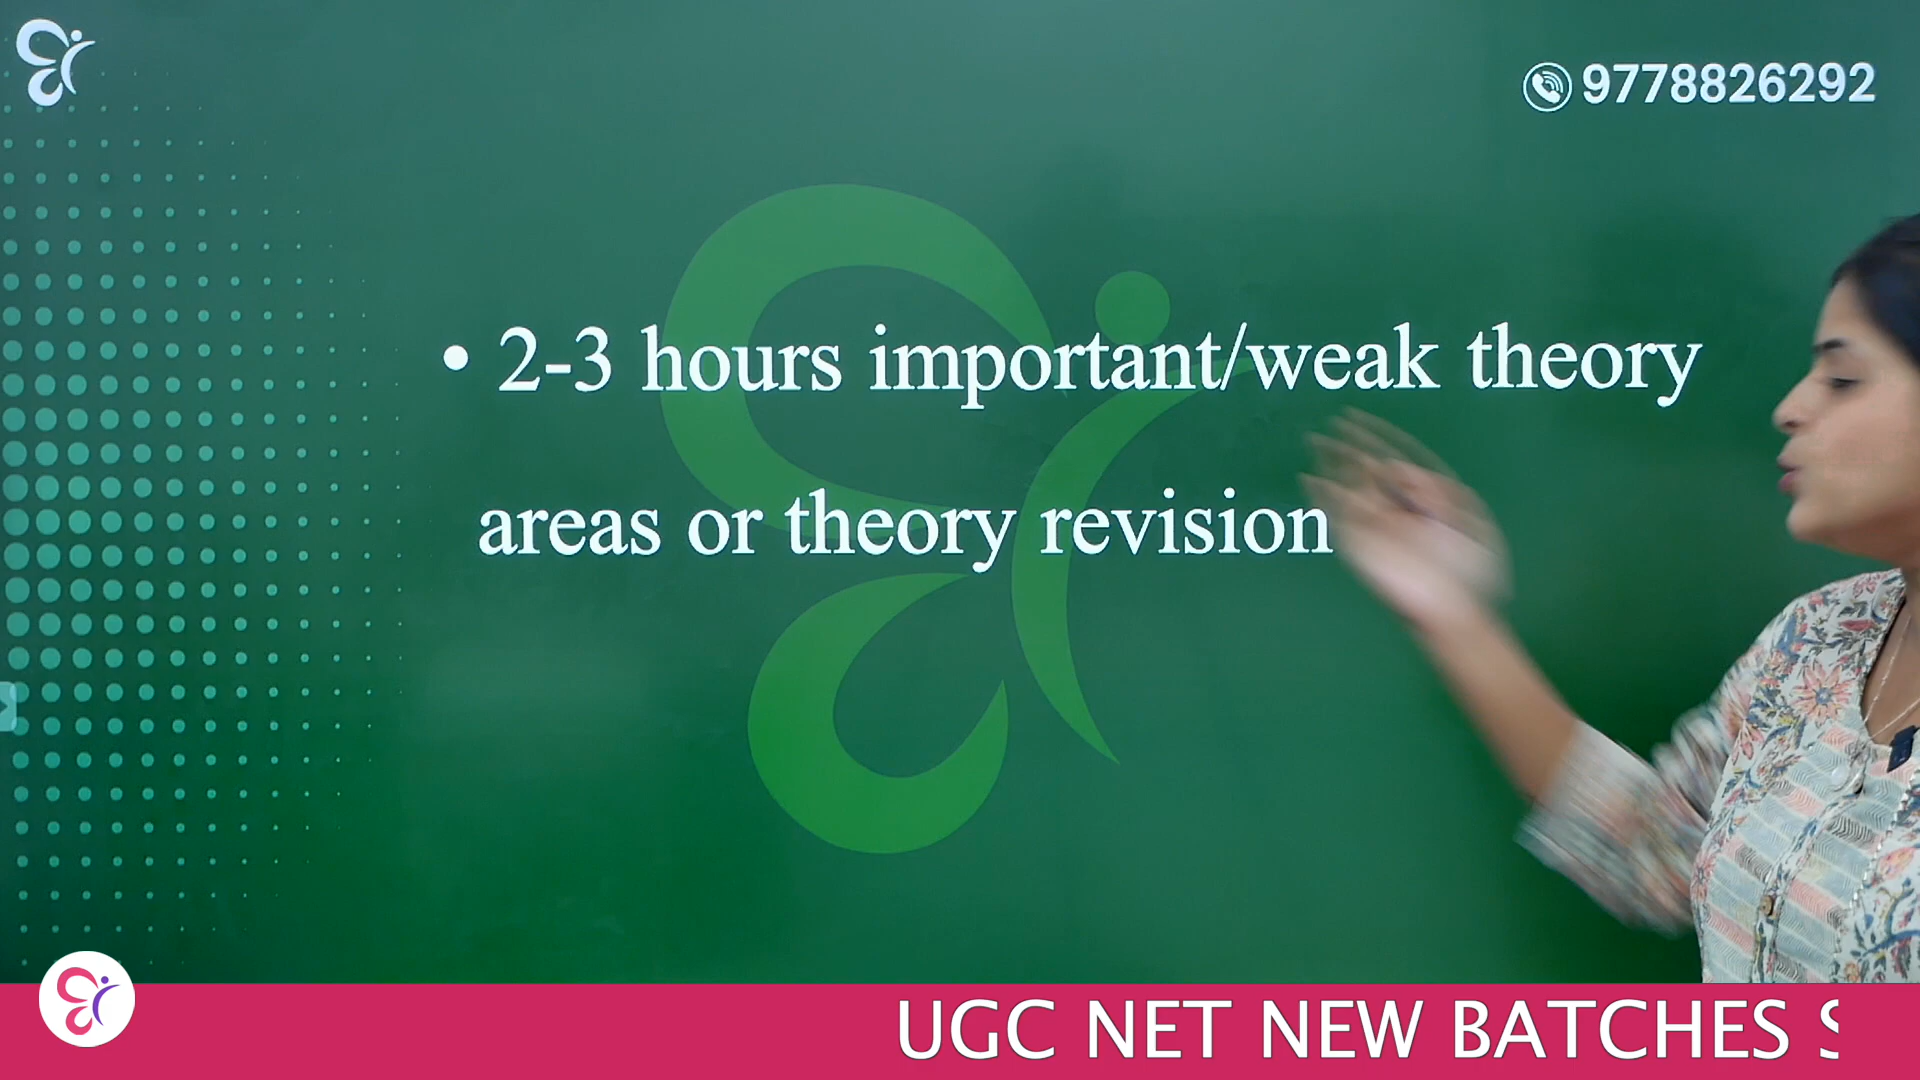 9778826292
• 2-3 hours important/weak theory
areas or theory revision
UGC NET NEW BATCHES